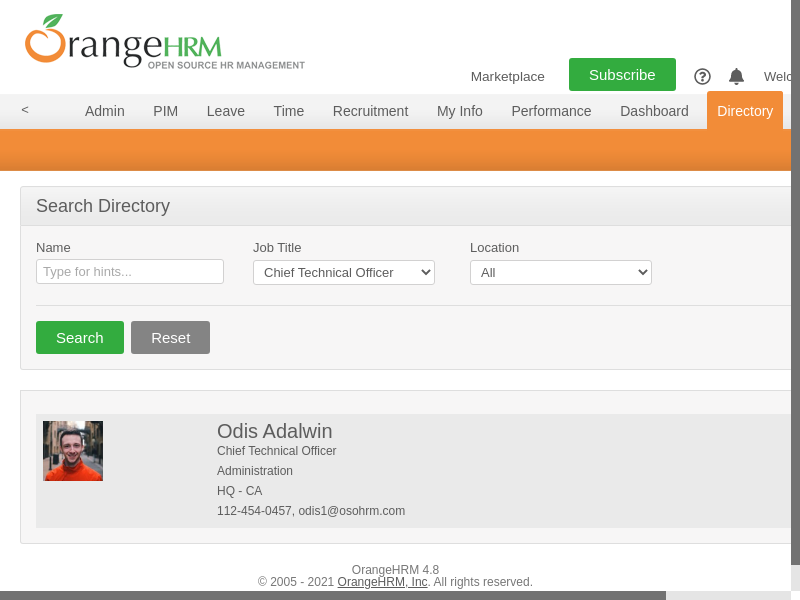 OrangeHRM
OPEN SOURCE HR MANAGEMENT
Marketplace
Subscribe
< Admin PIM Leave Time Recruitment My Info Performance Dashboard Directory
Search Directory
Name Job Title Location
Type for hints... Chief Technical Officer All
Search Reset
Odis Adalwin
Chief Technical Officer
Administration
HQ - CA
112-454-0457, odis1@osohrm.com
OrangeHRM 4.8
© 2005 - 2021 OrangeHRM, Inc. All rights reserved.